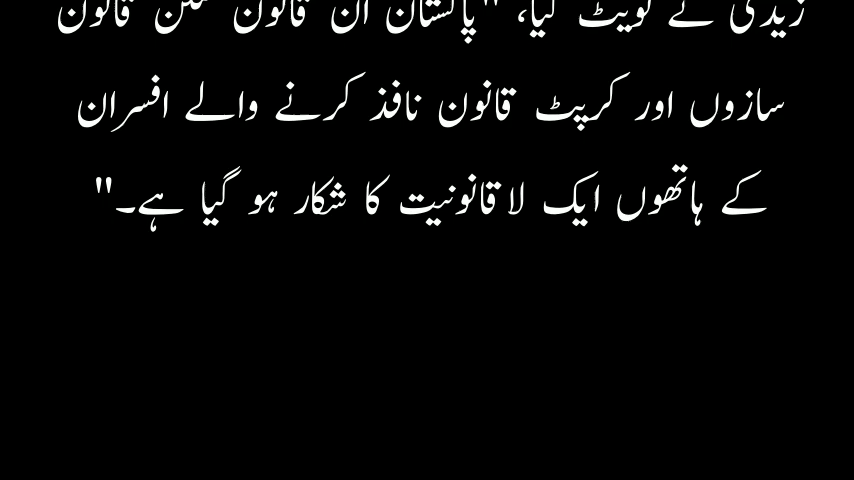 زیدی نے ٹویٹ کیا، "پاکستان ان قانون شکن قانون
سازوں اور کرپٹ قانون نافذ کرنے والے افسران
کے ہاتھوں ایک لاقانونیت کا شکار ہو گیا ہے۔"